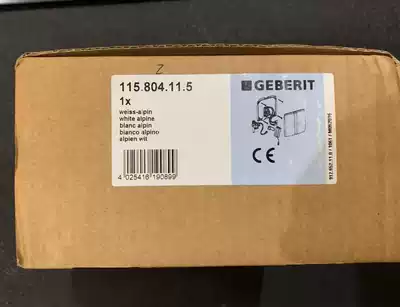 2
115.804.11.5
1x
weiss-alpin
white alpine
blanc alpin
bianco alpino
alpien wit
4 025416 190899
GEBERIT
CE